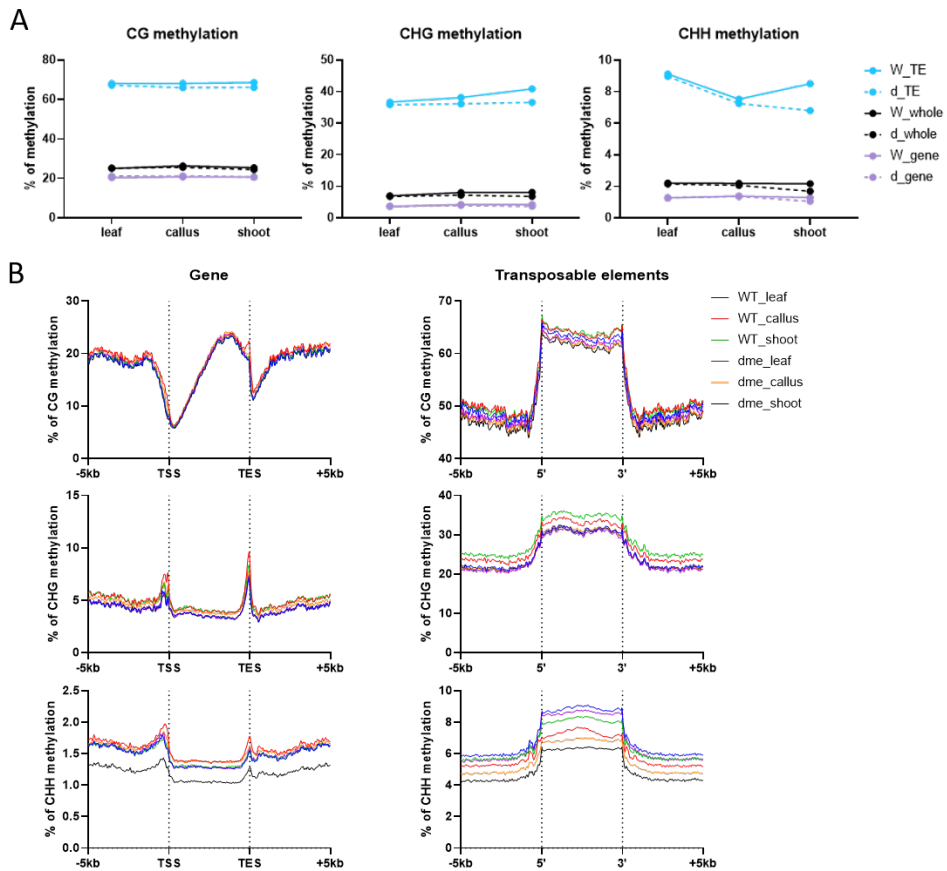 A
CG methylation
CHG methylation
CHH methylation
% of methylation
80
60
40
20
0
leaf callus shoot
% of methylation
50
40
30
20
10
0
leaf callus shoot
% of methylation
10
8
6
4
2
0
leaf callus shoot
W_TE
d_TE
W_whole
d_whole
W_gene
d_gene
B
Gene
Transposable elements
% of CG methylation
30
20
10
0
-5kb TSS TES +5kb
% of CG methylation
70
60
50
40
-5kb 5' 3' +5kb
WT_leaf
WT_callus
WT_shoot
dme_leaf
dme_callus
dme_shoot
% of CHG methylation
15
10
5
0
-5kb TSS TES +5kb
% of CHG methylation
40
30
20
10
0
-5kb 5' 3' +5kb
% of CHH methylation
2.5
2.0
1.5
1.0
0.5
0.0
-5kb TSS TES +5kb
% of CHH methylation
10
8
6
4
2
0
-5kb 5' 3' +5kb